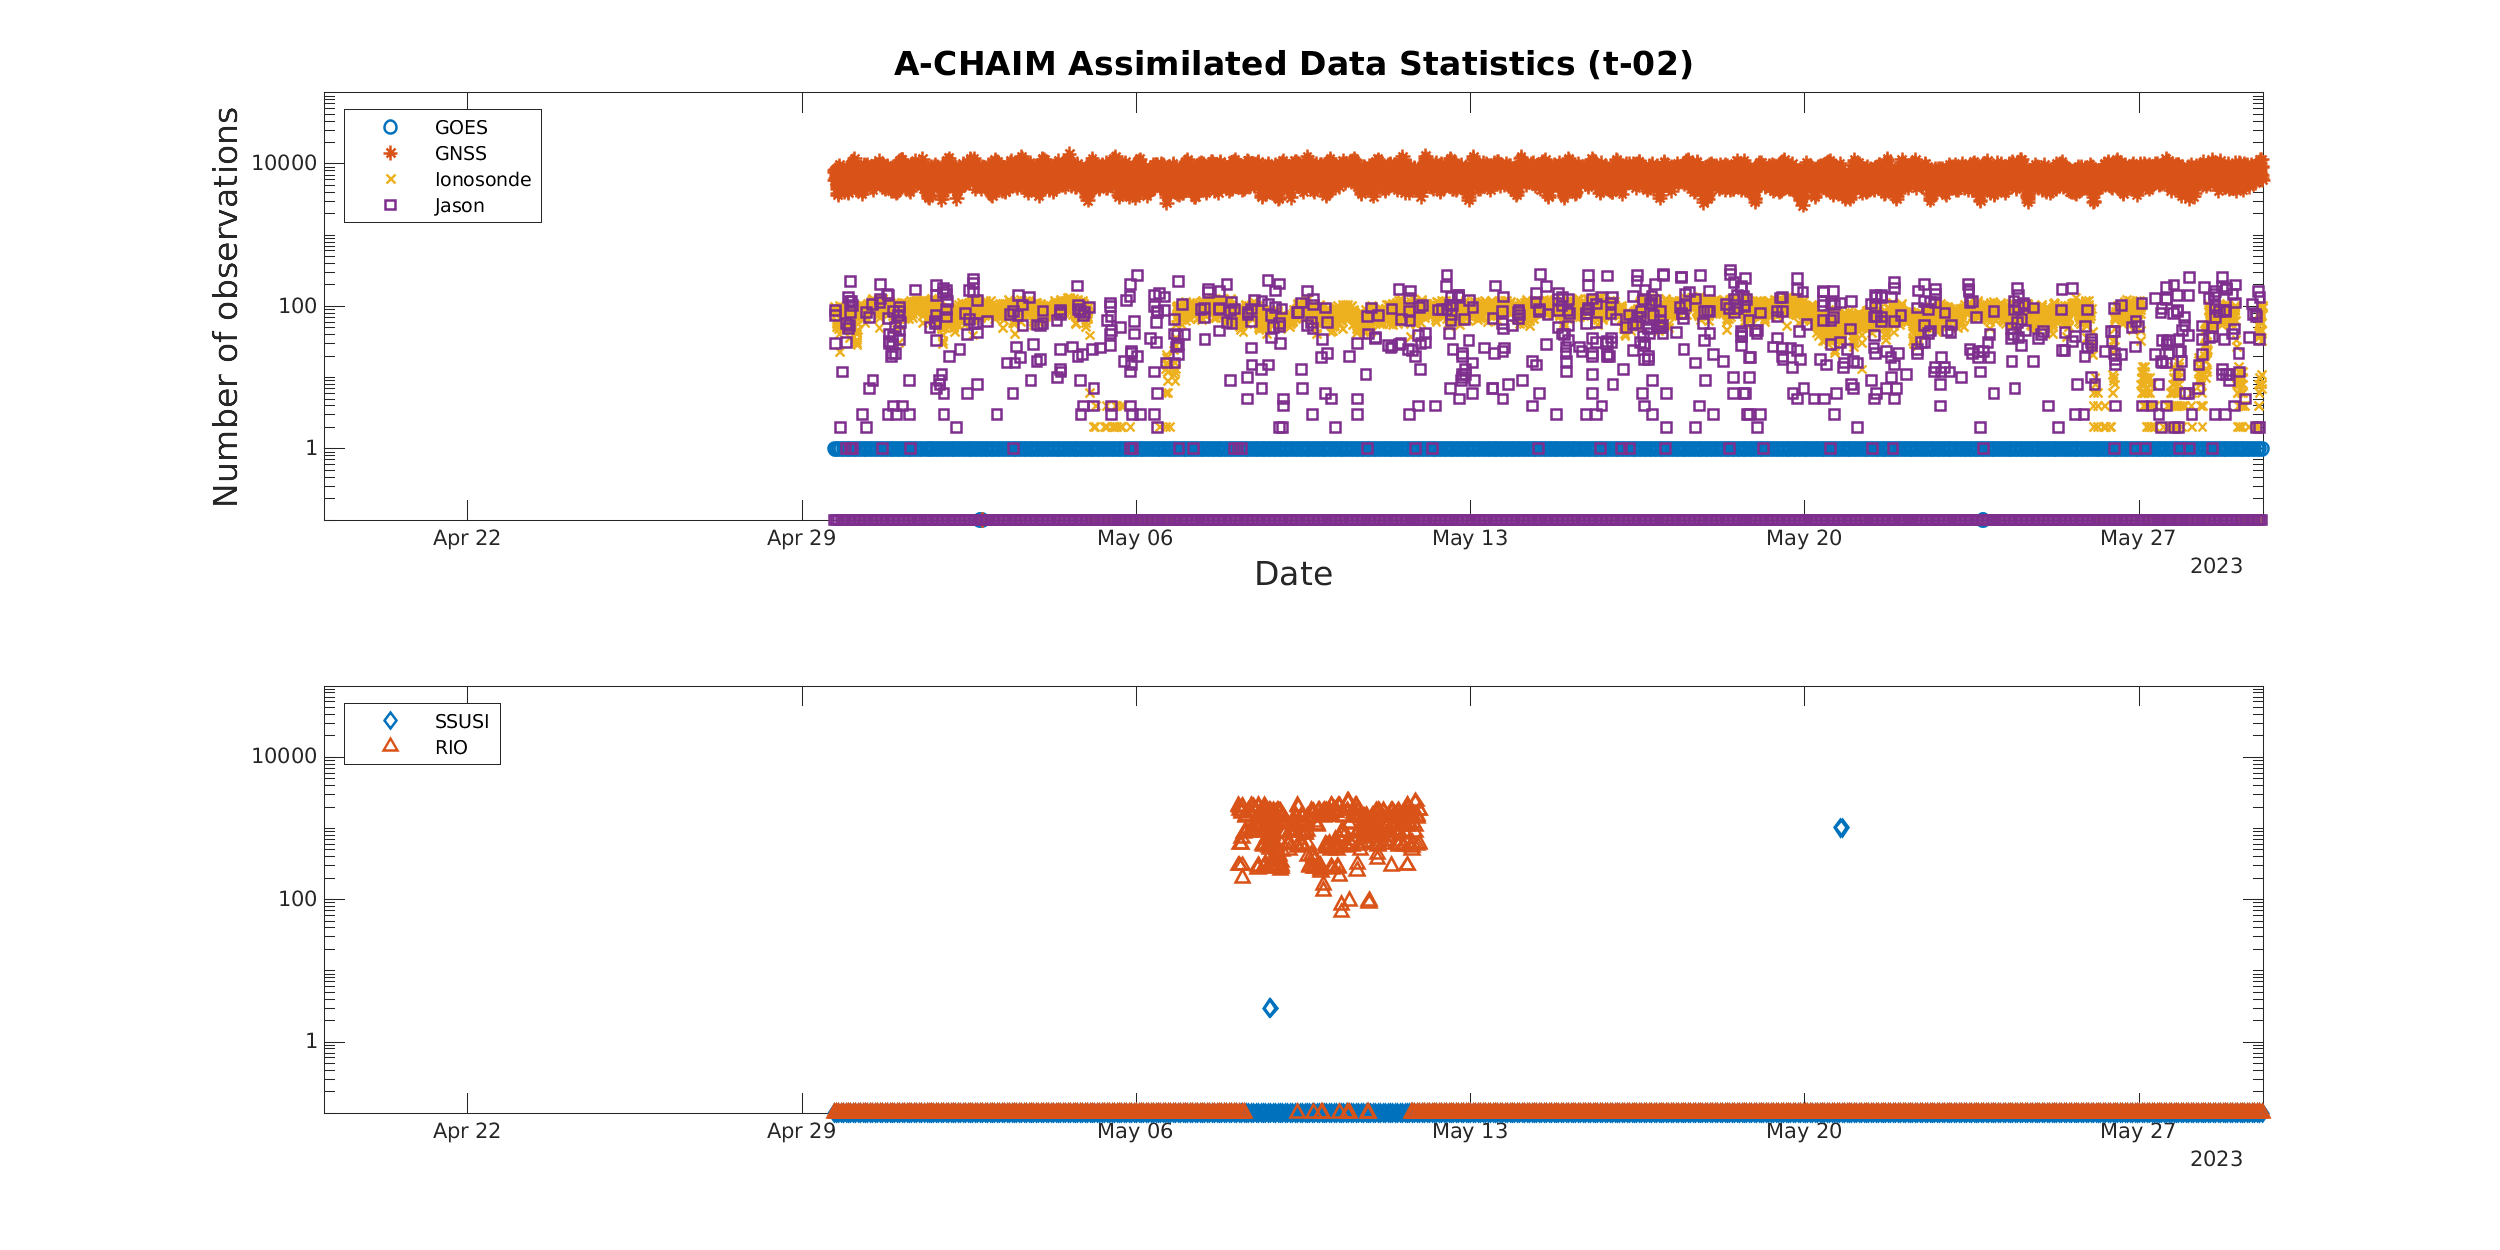 A-CHAIM Assimilated Data Statistics (t-02)
Number of observations
GOES
GNSS
Ionosonde
Jason
10000
100
1
Apr 22
Apr 29
May 06
May 13
May 20
May 27
Date
2023
SSUSI
RIO
10000
100
1
Apr 22
Apr 29
May 06
May 13
May 20
May 27
2023